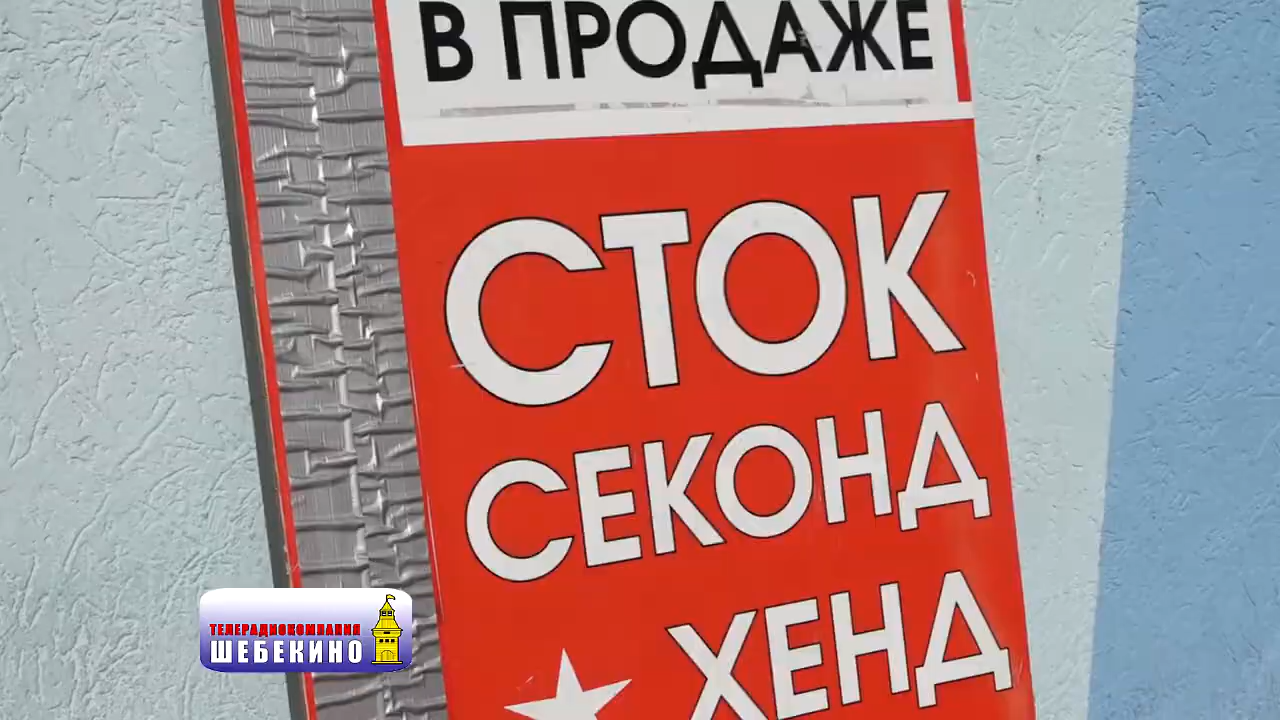 В ПРОДАЖЕ
СТОК
СЕКОНД
ХЕНД
ТЕЛЕРАДИОКОМПАНИЯ
ШЕБЕКИНО